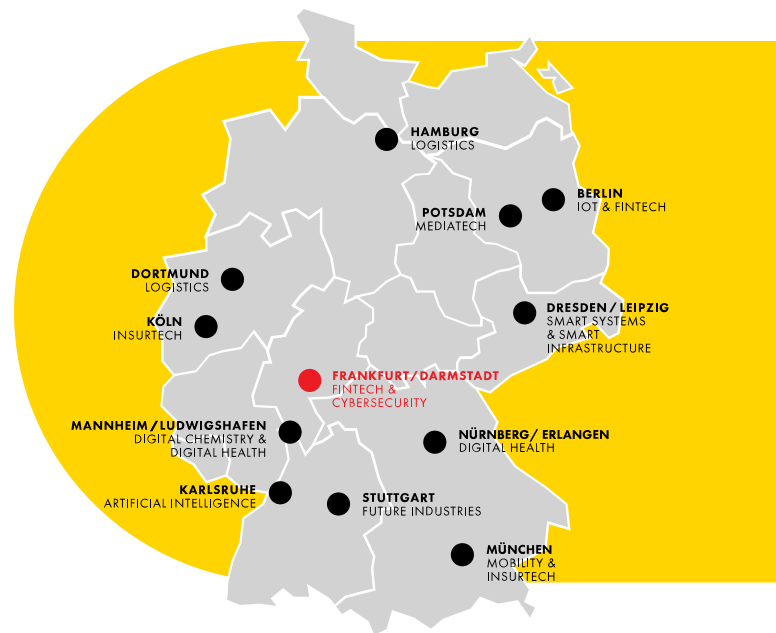 HAMBURG
LOGISTICS
BERLIN
IOT & FINTECH
POTSDAM
MEDIATECH
DORTMUND
LOGISTICS
DRESDEN / LEIPZIG
SMART SYSTEMS
& SMART
INFRASTRUCTURE
KÖLN
INSURTECH
FRANKFURT/DARMSTADT
FINTECH &
CYBERSECURITY
MANNHEIM/LUDWIGSHAFEN
DIGITAL CHEMISTRY &
DIGITAL HEALTH
NÜRNBERG/ ERLANGEN
DIGITAL HEALTH
KARLSRUHE
ARTIFICIAL INTELLIGENCE
STUTTGART
FUTURE INDUSTRIES
MÜNCHEN
MOBILITY &
INSURTECH